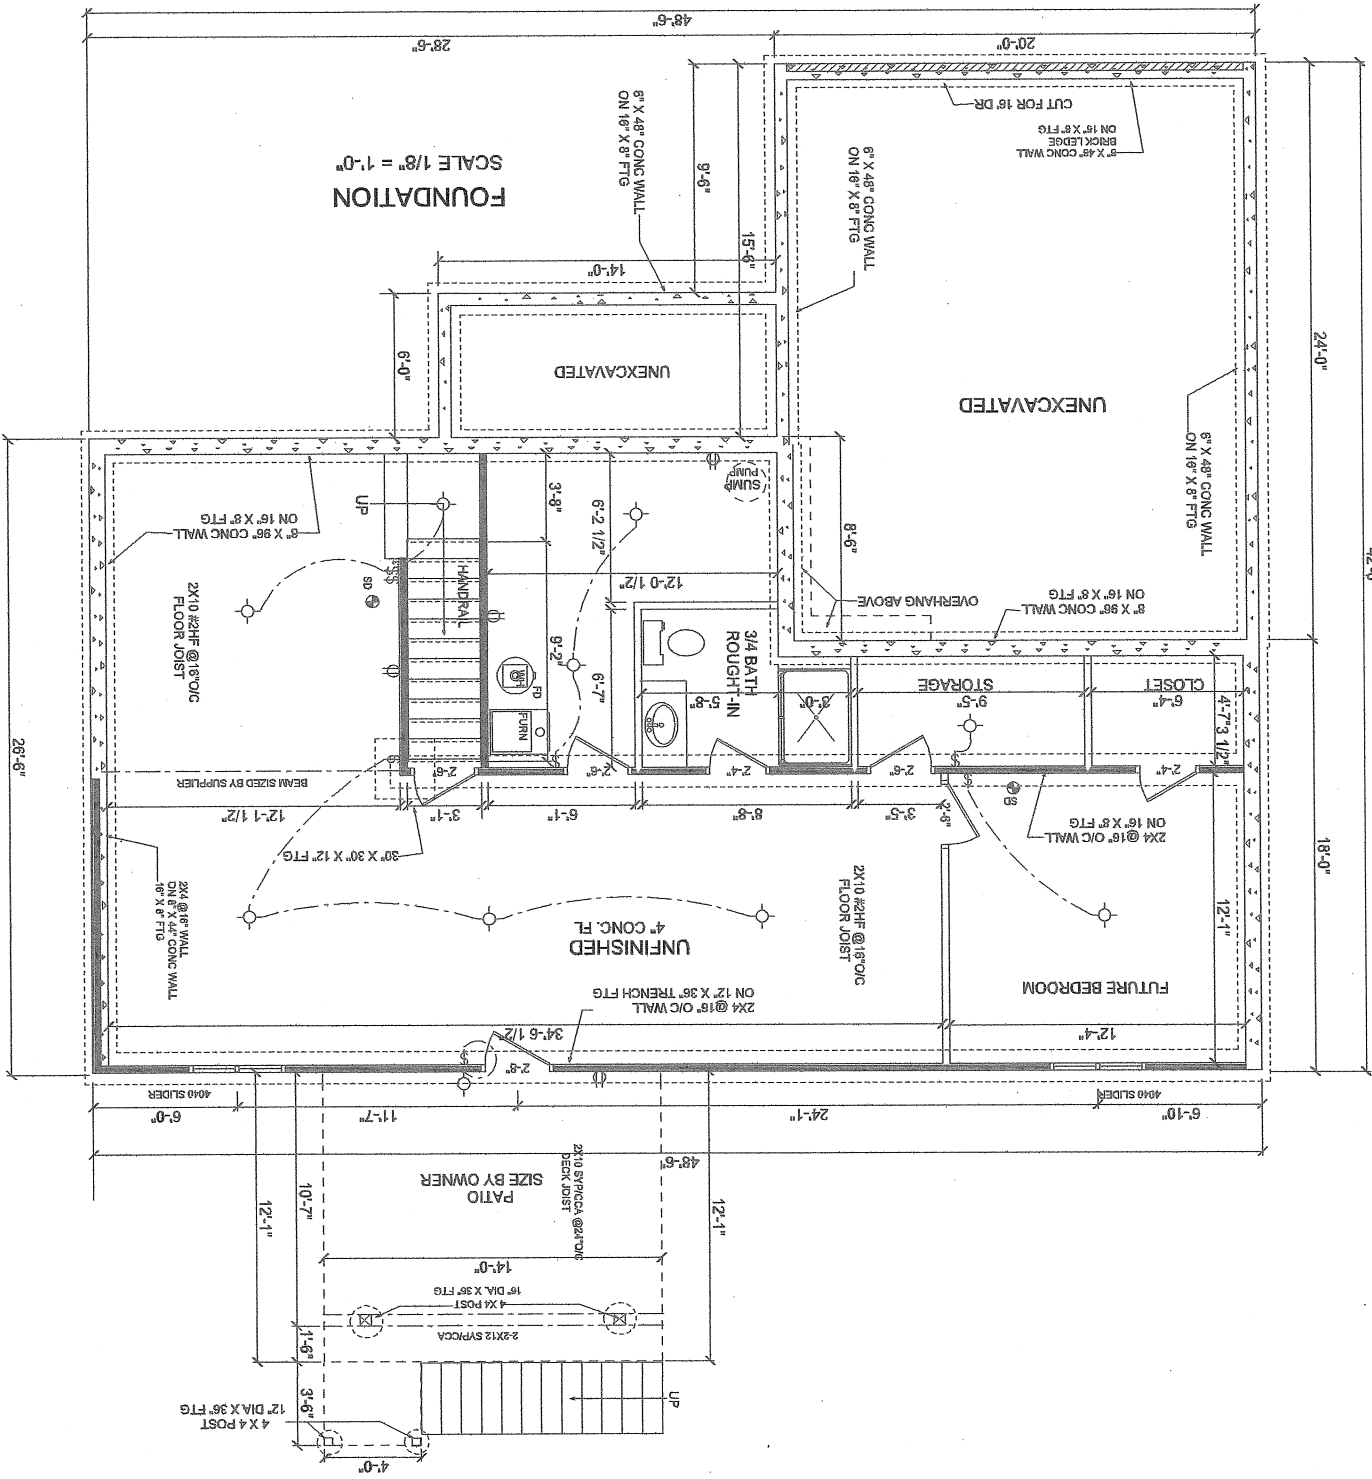 4'-0"
4 X 4 POST
12" DIA X 36" FTG
3'-6"
UP
1'-6"
2-2X12 SYP/CCA
4 X4 POST
16" DIA. X 36" FTG
14'-0"
12'-1"
10'-7"
12'-1"
PATIO
SIZE BY OWNER
2X10 SYP/CCA @24"O/C
DECK JOIST
48'-6"
6'-10"
24'-1"
11'-7"
6'-0"
4040 SLIDER
4040 SLIDER
2'-8"
12'-4"
34'-6 1/2"
2X4 @16" O/C WALL
ON 12" X 36" TRENCH FTG
FUTURE BEDROOM
UNFINISHED
4" CONC. FL
2X10 #2HF @16"O/C
FLOOR JOIST
2X4 @16" WALL
ON 8" X 44" CONC WALL
16" X 8" FTG
12'-1"
18'-0"
2X4 @16" O/C WALL
ON 16" X 8" FTG
30" X 30" X 12" FTG
SD
2'-6"
3'-5"
8'-8"
6'-1"
3'-1"
12'-1 1/2"
BEAM SIZED BY SUPPLIER
2'-4"
2'-6"
2'-4"
2'-6"
2'-6"
4'-7"3 1/2"
26'-6"
CLOSET
6'-4"
STORAGE
9'-5"
3'-0"
5'-8"
3/4 BATH
ROUGHT-IN
6'-7"
9'-2"
FURN
FD
WH
HANDRAIL
2X10 #2HF @16"O/C
FLOOR JOIST
SD
8" X 96" CONC WALL
ON 16" X 8" FTG
OVERHANG ABOVE
12'-0 1/2"
6'-2 1/2"
3'-8"
8'-6"
UP
8" X 96" CONC WALL
ON 16" X 8" FTG
SUMP
PUMP
6" X 48" CONC WALL
ON 16" X 8" FTG
UNEXCAVATED
UNEXCAVATED
24'-0"
6'-0"
14'-0"
15'-6"
9'-6"
6" X 48" CONC WALL
ON 16" X 8" FTG
6" X 48" CONC WALL
ON 16" X 8" FTG
FOUNDATION
SCALE 1/8" = 1'-0"
8" X 48" CONC WALL
BRICK LEDGE
ON 16" X 8" FTG
CUT FOR 16' DR
20'-0"
28'-6"
48'-6"